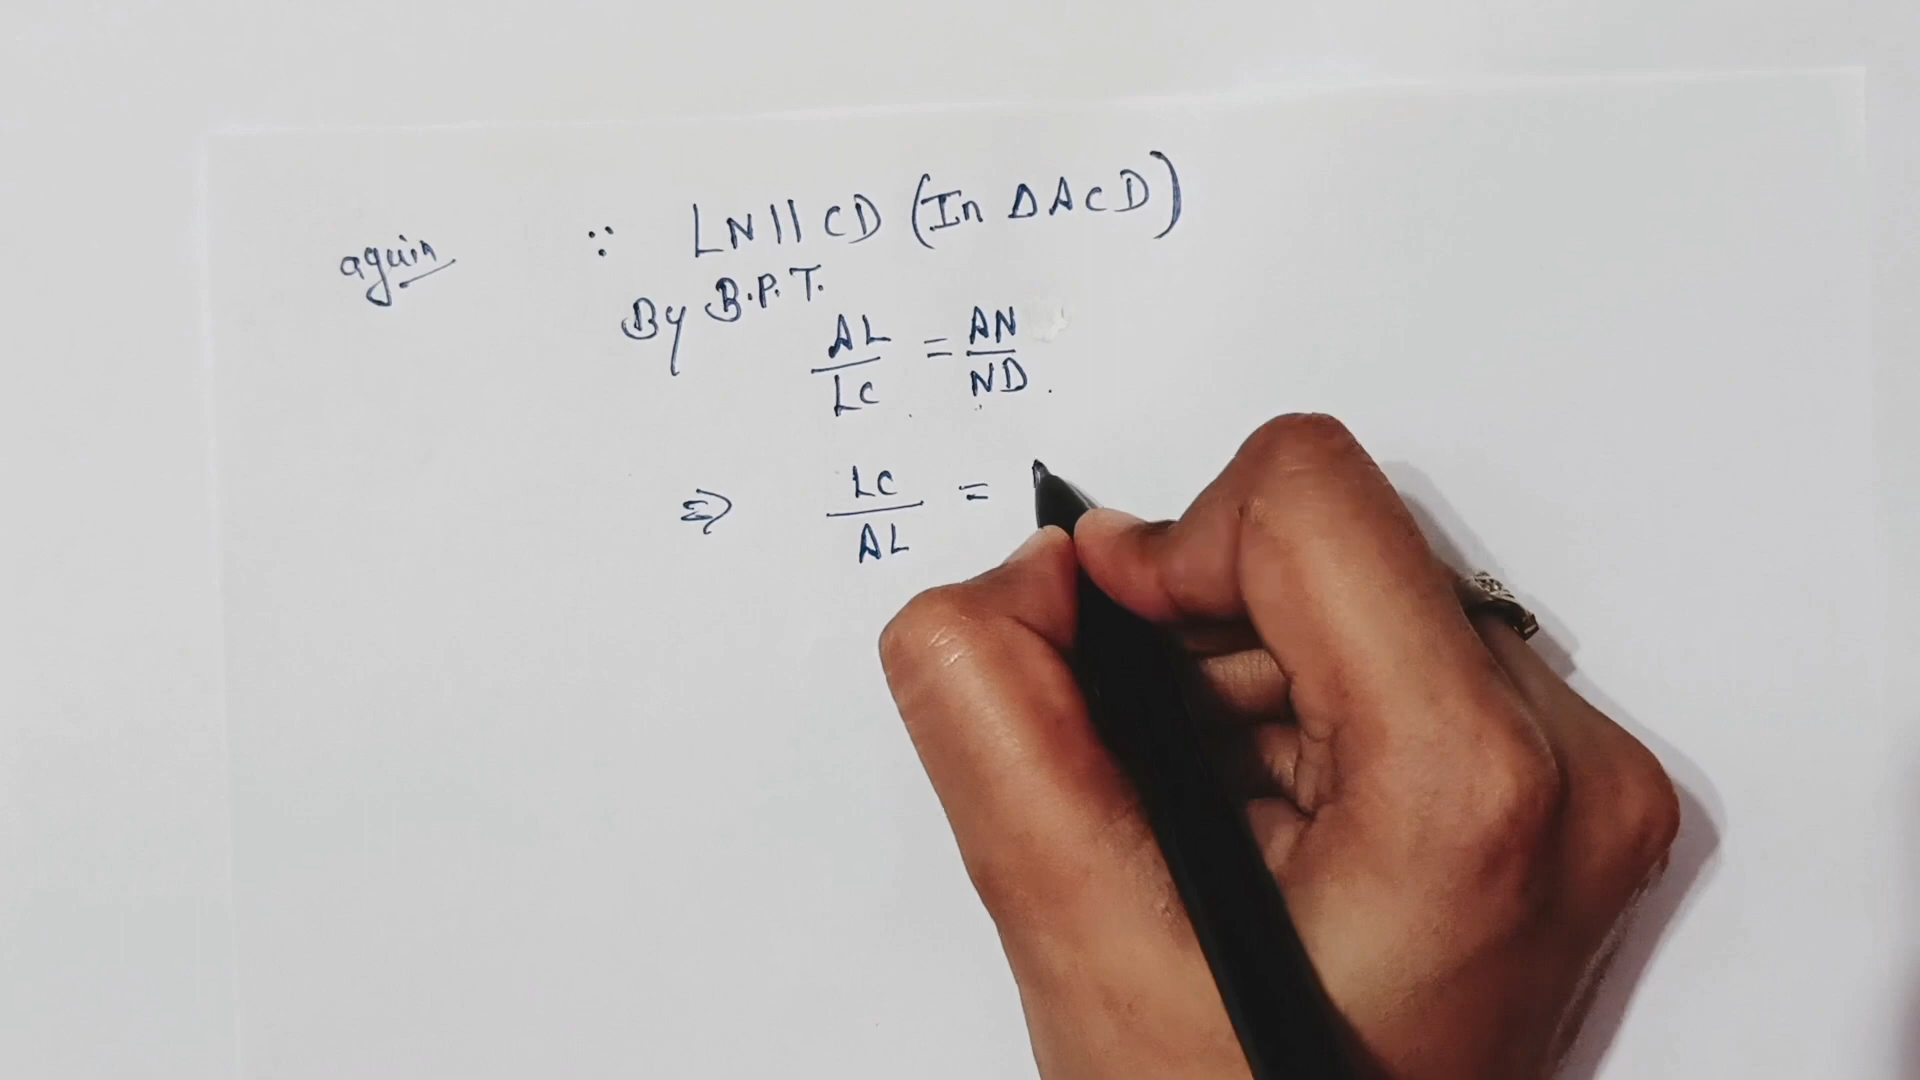 again ∵ LN || CD (In ΔACD)
By B.P.T.
AL/LC = AN/ND.
⇒ LC/AL =